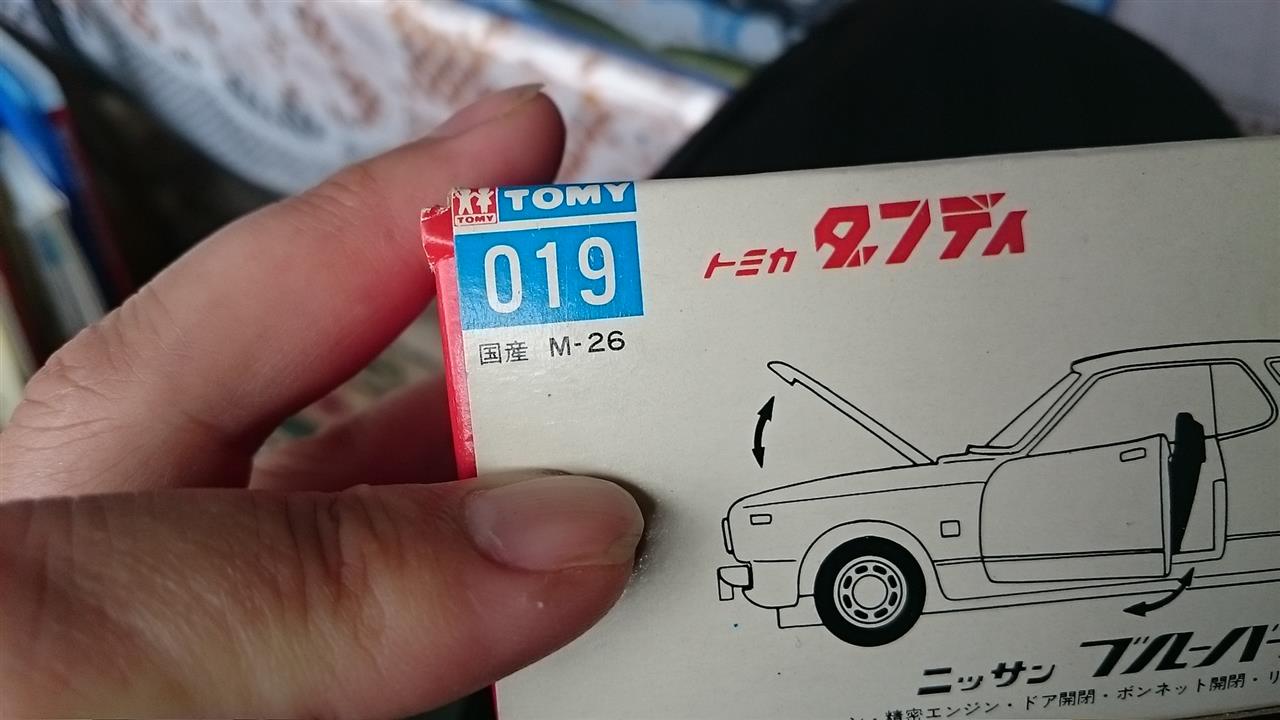 TOMY
TOMY
019
国産 M-26
トミカ ダンディ
ニッサン ブルーバ
精密エンジン・ドア開閉・ボンネット開閉・リ